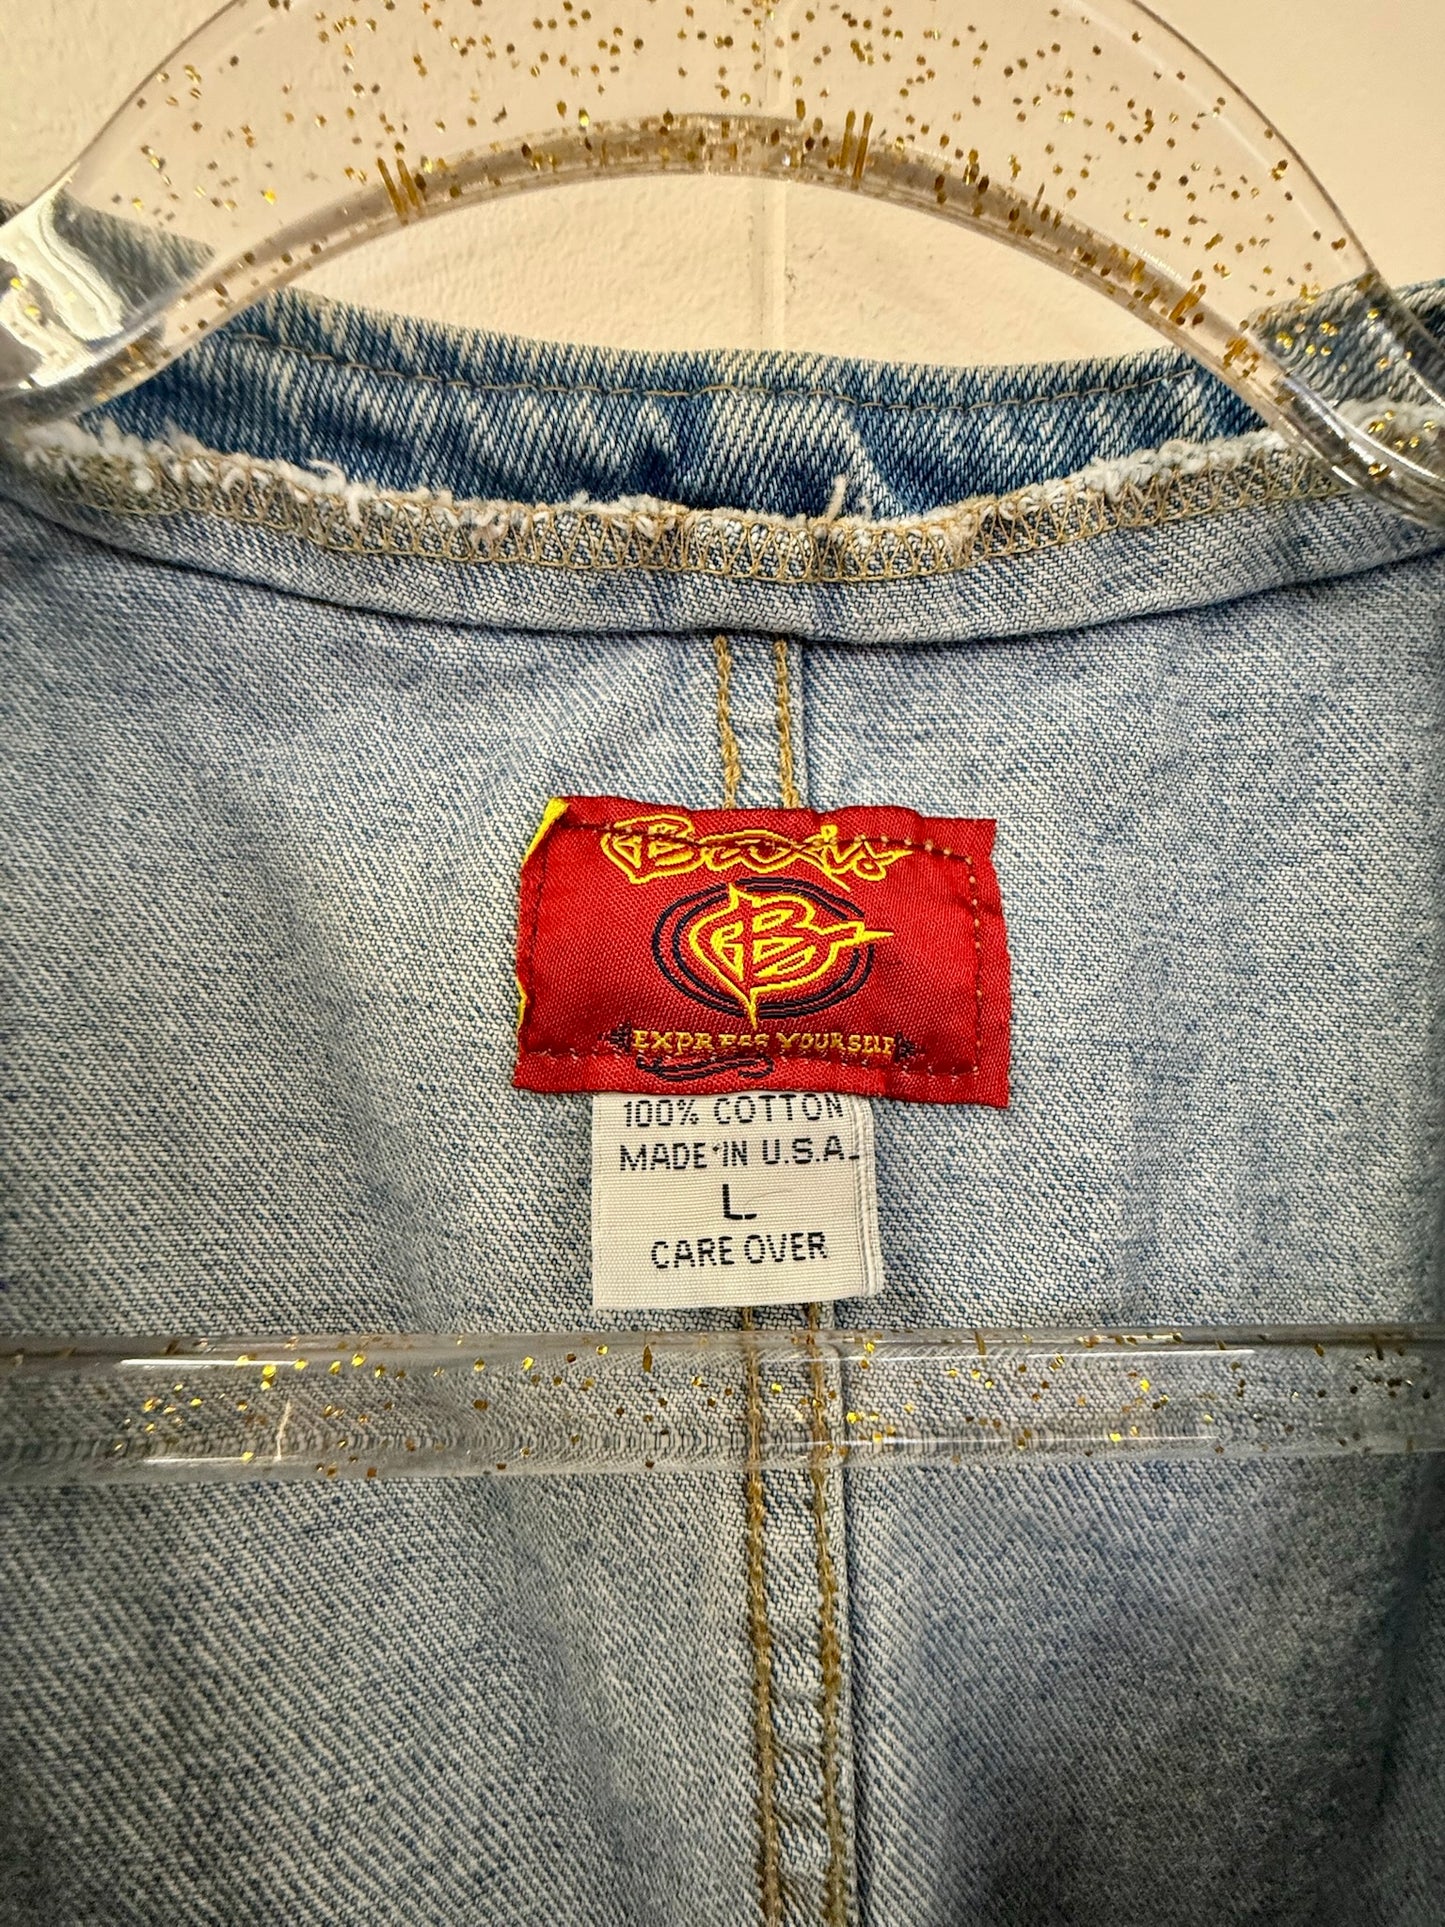 Baxis
B
EXPRESS YOURSELF
100% COTTON
MADE IN U.S.A.
L
CARE OVER